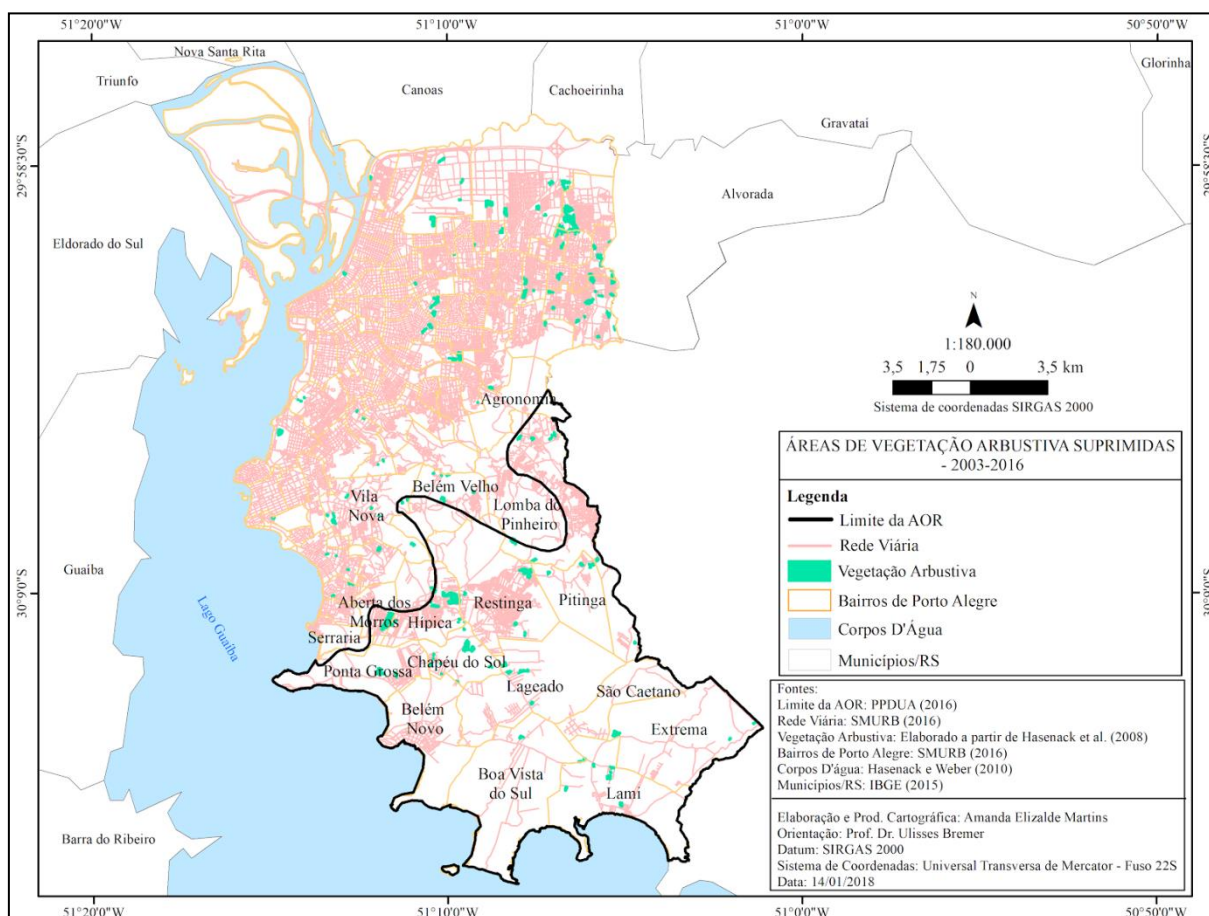 51°20'0"W
51°10'0"W
51°0'0"W
50°50'0"W
Nova Santa Rita
Triunfo
Canoas
Cachoeirinha
Glorinha
Gravataí
29°58'30"S
29°58'30"S
Alvorada
Eldorado do Sul
N
1:180.000
3,5 1,75 0 3,5 km
Sistema de coordenadas SIRGAS 2000
Agronomia
ÁREAS DE VEGETAÇÃO ARBUSTIVA SUPRIMIDAS
- 2003-2016
Legenda
Limite da AOR
Rede Viária
Vegetação Arbustiva
Bairros de Porto Alegre
Corpos D'Água
Municípios/RS
Belém Velho
Vila
Nova
Lomba do
Pinheiro
Guaíba
Lago Guaíba
30°9'0"S
30°9'0"S
Aberta dos
Morros
Hípica
Restinga
Pitinga
Serraria
Ponta Grossa
Chapéu do Sol
Lageado
São Caetano
Belém
Novo
Extrema
Boa Vista
do Sul
Lami
Barra do Ribeiro
Fontes:
Limite da AOR: PPDUA (2016)
Rede Viária: SMURB (2016)
Vegetação Arbustiva: Elaborado a partir de Hasenack et al. (2008)
Bairros de Porto Alegre: SMURB (2016)
Corpos D'água: Hasenack e Weber (2010)
Municípios/RS: IBGE (2015)
Elaboração e Prod. Cartográfica: Amanda Elizalde Martins
Orientação: Prof. Dr. Ulisses Bremer
Datum: SIRGAS 2000
Sistema de Coordenadas: Universal Transversa de Mercator - Fuso 22S
Data: 14/01/2018
51°20'0"W
51°10'0"W
51°0'0"W
50°50'0"W